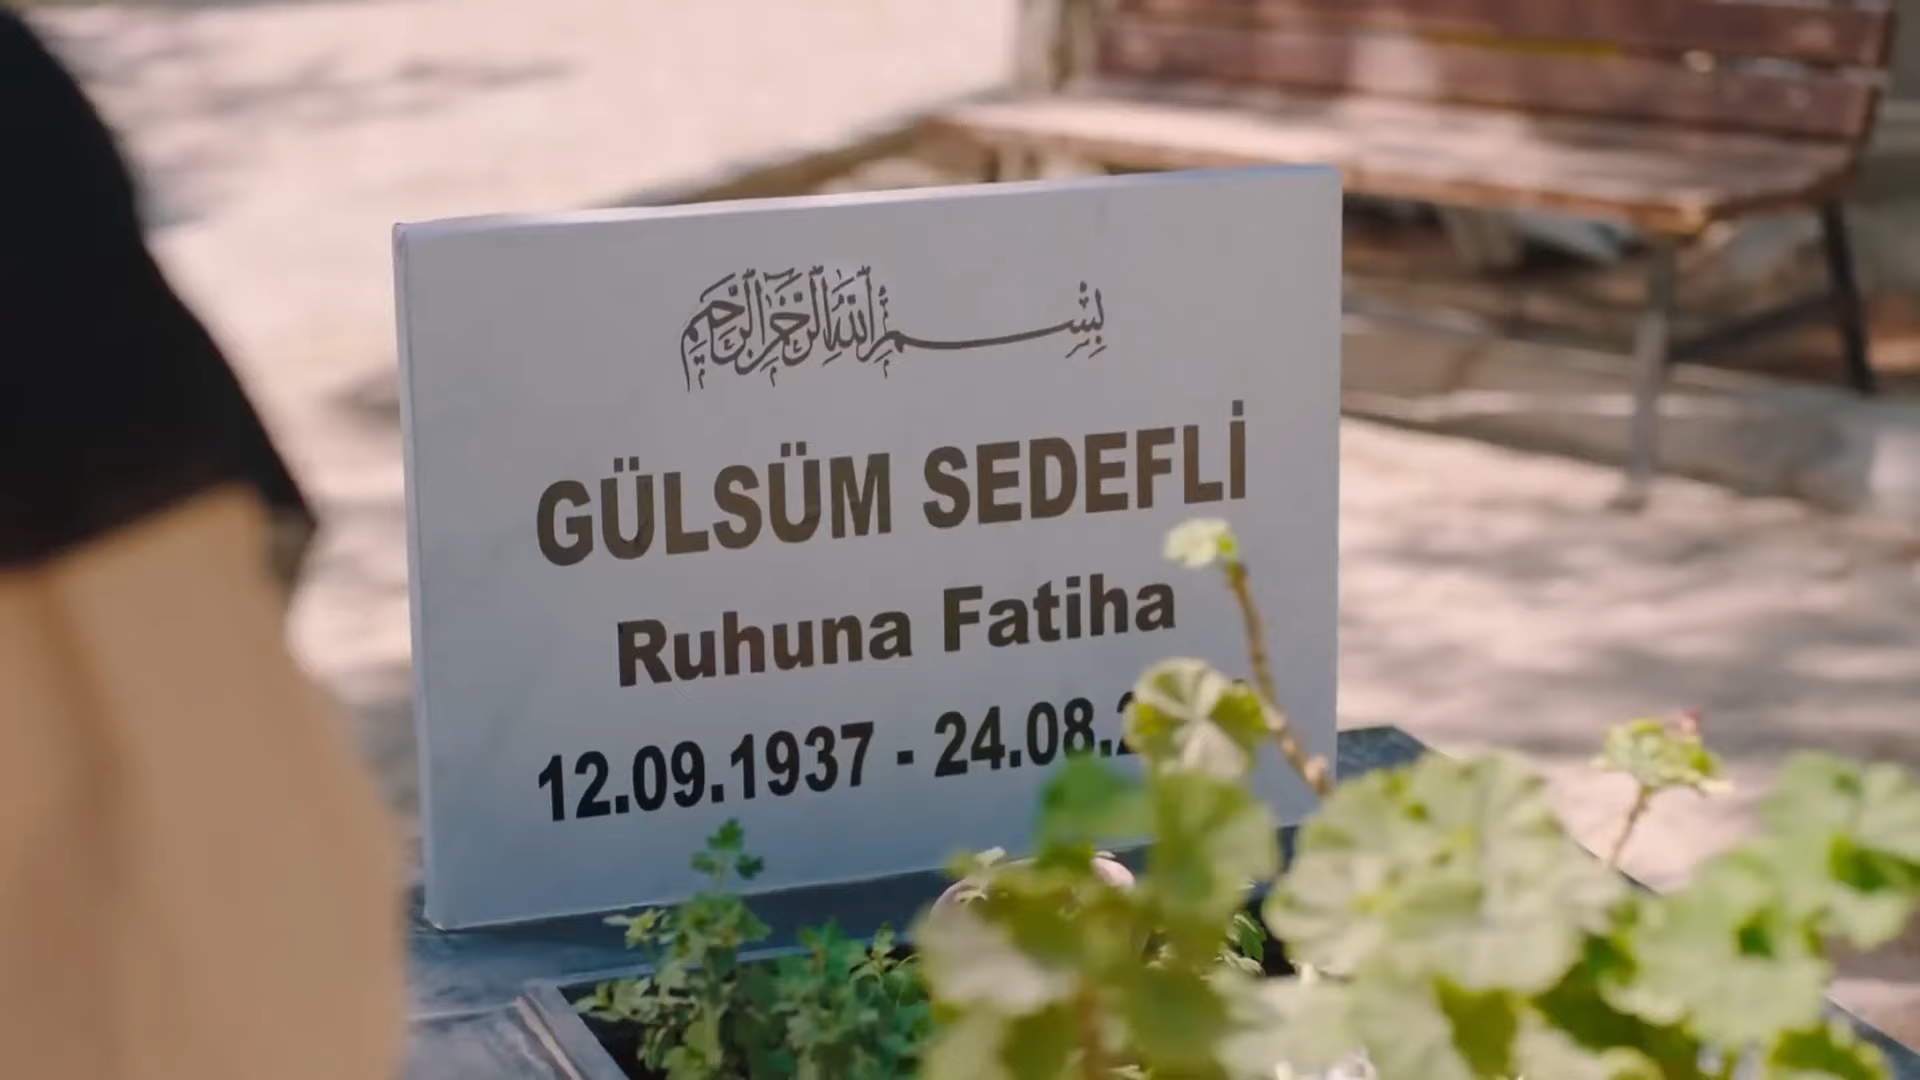 بسم الله الرحمن الرحيم
GÜLSÜM SEDEFLİ
Ruhuna Fatiha
12.09.1937 - 24.08.